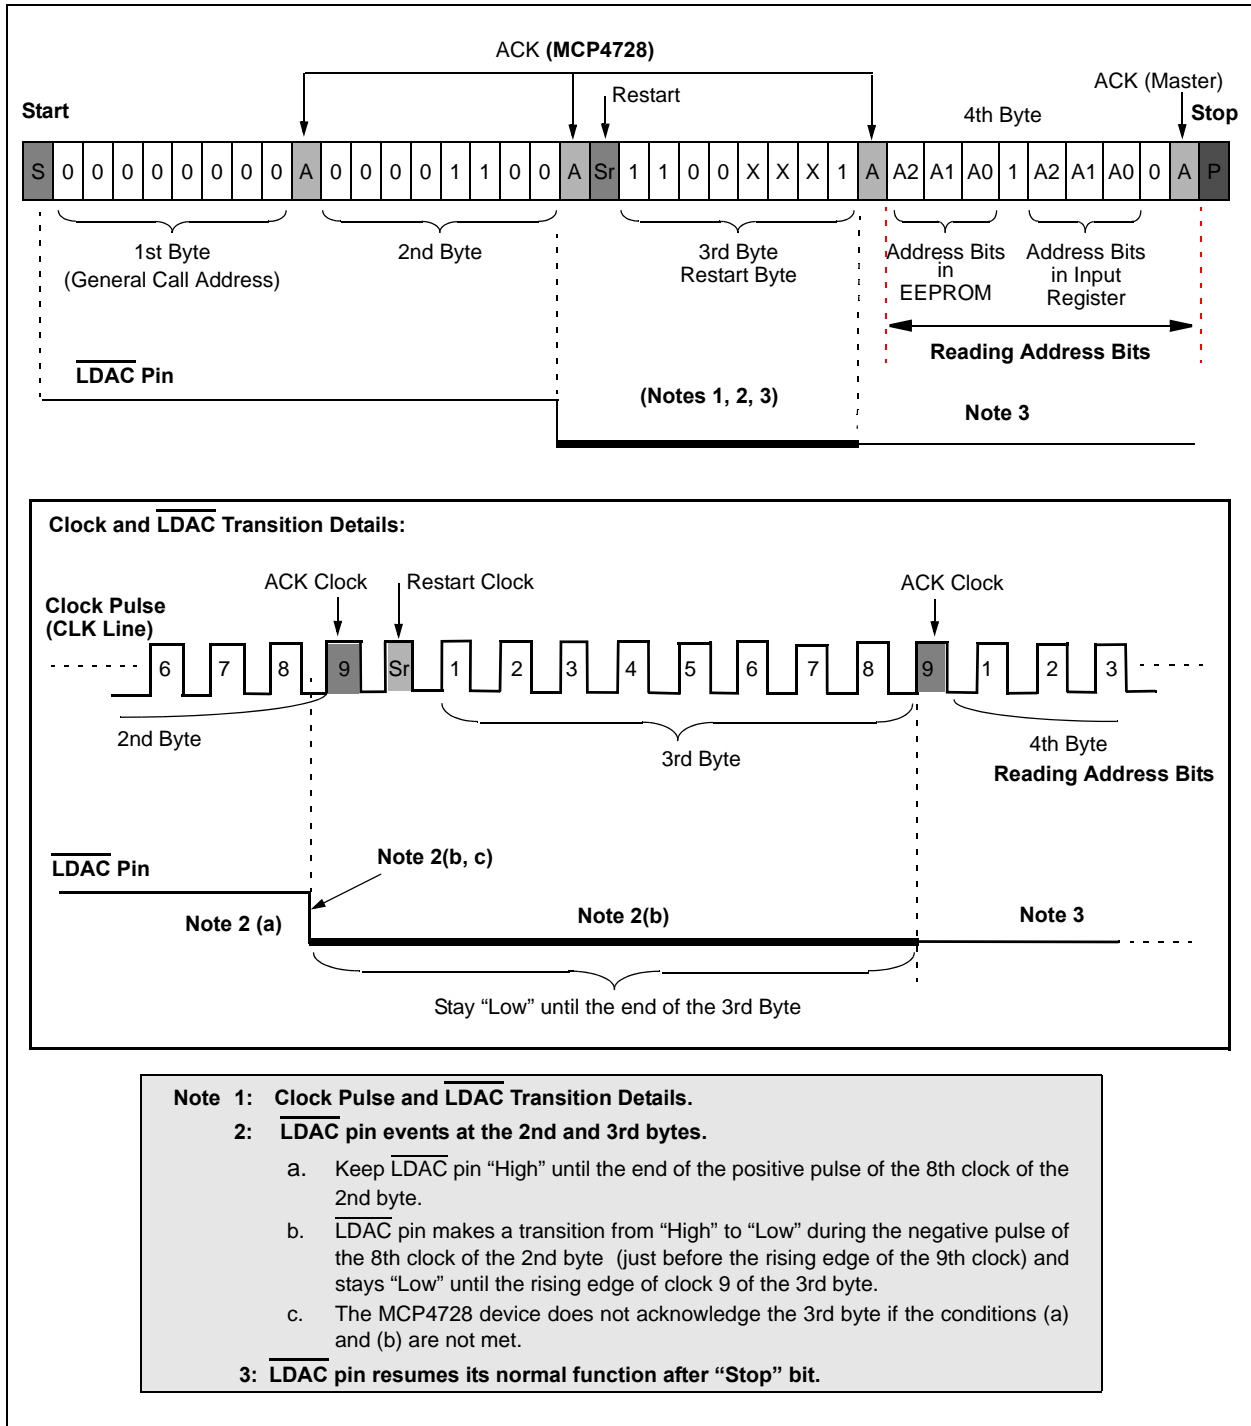 ACK (MCP4728)
Restart
ACK (Master)
Start
4th Byte
Stop
S 0 0 0 0 0 0 0 0 A 0 0 0 0 1 1 0 0 A Sr 1 1 0 0 X X X 1 A A2 A1 A0 1 A2 A1 A0 0 A P
1st Byte
(General Call Address)
2nd Byte
3rd Byte
Restart Byte
Address Bits
in
EEPROM
Address Bits
in Input
Register
Reading Address Bits
LDAC Pin
(Notes 1, 2, 3)
Note 3
Clock and LDAC Transition Details:
ACK Clock
Restart Clock
ACK Clock
Clock Pulse
(CLK Line)
6 7 8 9 Sr 1 2 3 4 5 6 7 8 9 1 2 3
2nd Byte
3rd Byte
4th Byte
Reading Address Bits
LDAC Pin
Note 2(b, c)
Note 2 (a)
Note 2(b)
Note 3
Stay “Low” until the end of the 3rd Byte
Note 1: Clock Pulse and LDAC Transition Details.
2: LDAC pin events at the 2nd and 3rd bytes.
a. Keep LDAC pin “High” until the end of the positive pulse of the 8th clock of the
2nd byte.
b. LDAC pin makes a transition from “High” to “Low” during the negative pulse of
the 8th clock of the 2nd byte (just before the rising edge of the 9th clock) and
stays “Low” until the rising edge of clock 9 of the 3rd byte.
c. The MCP4728 device does not acknowledge the 3rd byte if the conditions (a)
and (b) are not met.
3: LDAC pin resumes its normal function after “Stop” bit.